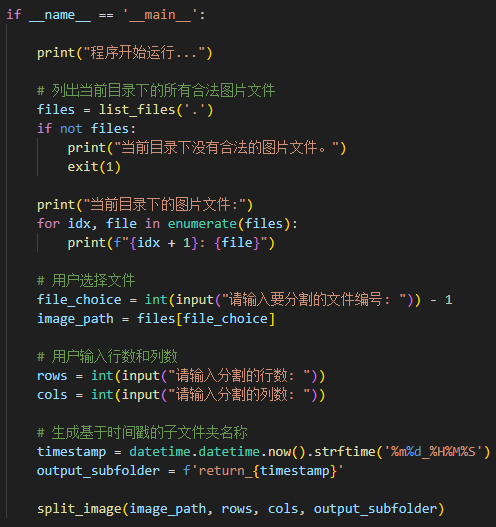 if __name__ == '__main__':
    print("程序开始运行...")
    # 列出当前目录下的所有合法图片文件
    files = list_files('.')
    if not files:
        print("当前目录下没有合法的图片文件。")
        exit(1)
    print("当前目录下的图片文件:")
    for idx, file in enumerate(files):
        print(f"{idx + 1}: {file}")
    # 用户选择文件
    file_choice = int(input("请输入要分割的文件编号: ")) - 1
    image_path = files[file_choice]
    # 用户输入行数和列数
    rows = int(input("请输入分割的行数: "))
    cols = int(input("请输入分割的列数: "))
    # 生成基于时间戳的子文件夹名称
    timestamp = datetime.datetime.now().strftime('%m%d_%H%M%S')
    output_subfolder = f'return_{timestamp}'
    split_image(image_path, rows, cols, output_subfolder)